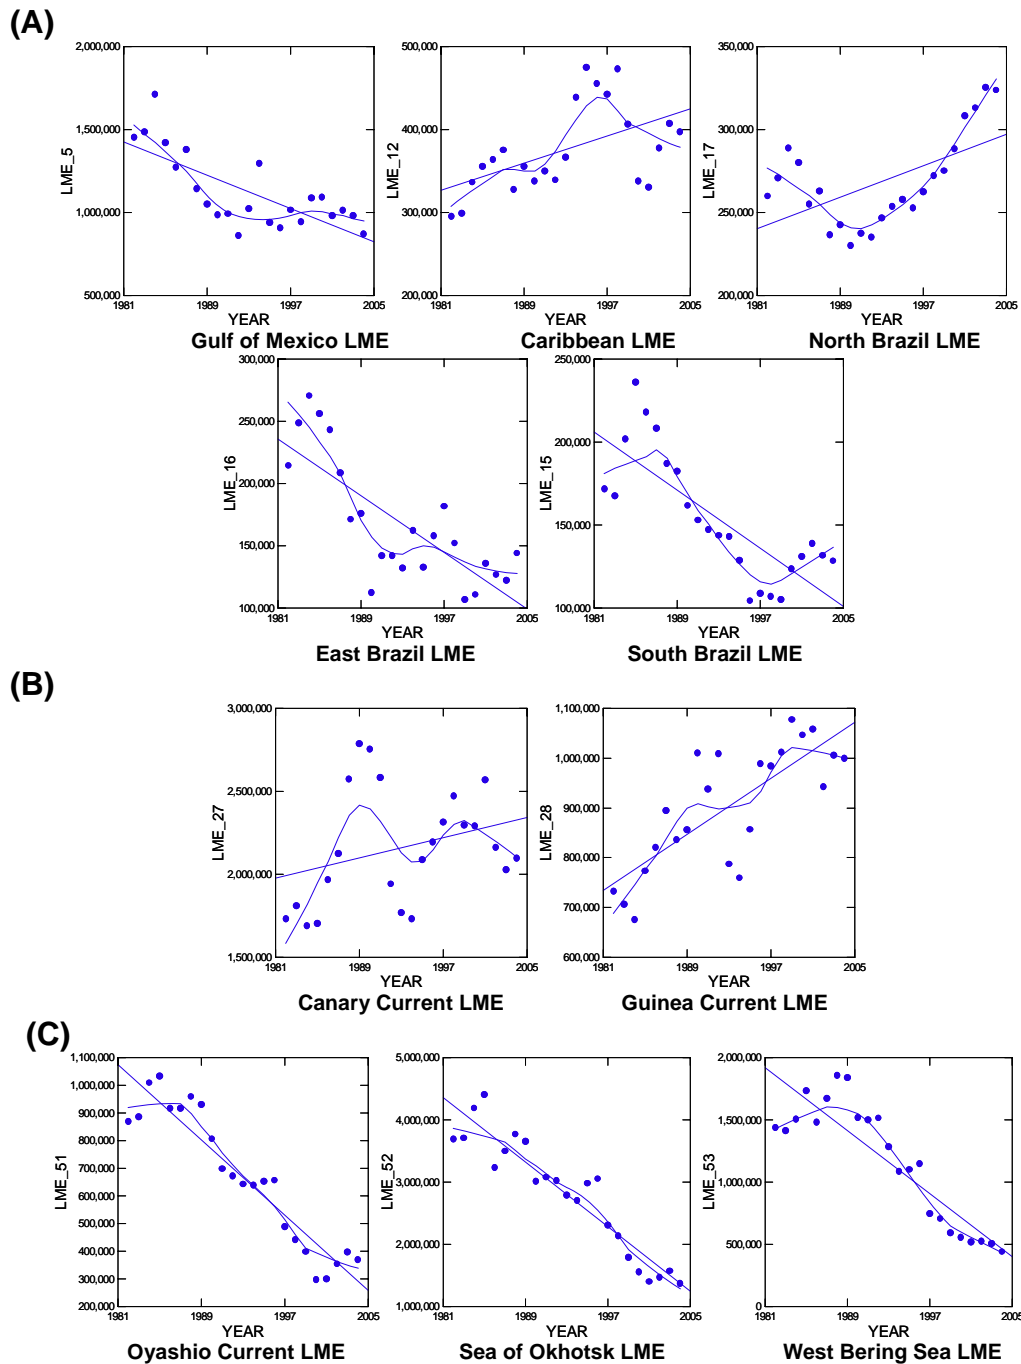 (A)
2,000,000
1,500,000
1,000,000
500,000
LME_5
1981 1989 1997 2005
YEAR
Gulf of Mexico LME
500,000
400,000
300,000
200,000
LME_12
1981 1989 1997 2005
YEAR
Caribbean LME
350,000
300,000
250,000
200,000
LME_17
1981 1989 1997 2005
YEAR
North Brazil LME
300,000
250,000
200,000
150,000
100,000
LME_16
1981 1989 1997 2005
YEAR
East Brazil LME
250,000
200,000
150,000
100,000
LME_15
1981 1989 1997 2005
YEAR
South Brazil LME
(B)
3,000,000
2,500,000
2,000,000
1,500,000
LME_27
1981 1989 1997 2005
YEAR
Canary Current LME
1,100,000
1,000,000
900,000
800,000
700,000
600,000
LME_28
1981 1989 1997 2005
YEAR
Guinea Current LME
(C)
1,100,000
1,000,000
900,000
800,000
700,000
600,000
500,000
400,000
300,000
200,000
LME_51
1981 1989 1997 2005
YEAR
Oyashio Current LME
5,000,000
4,000,000
3,000,000
2,000,000
1,000,000
LME_52
1981 1989 1997 2005
YEAR
Sea of Okhotsk LME
2,000,000
1,500,000
1,000,000
500,000
0
LME_53
1981 1989 1997 2005
YEAR
West Bering Sea LME